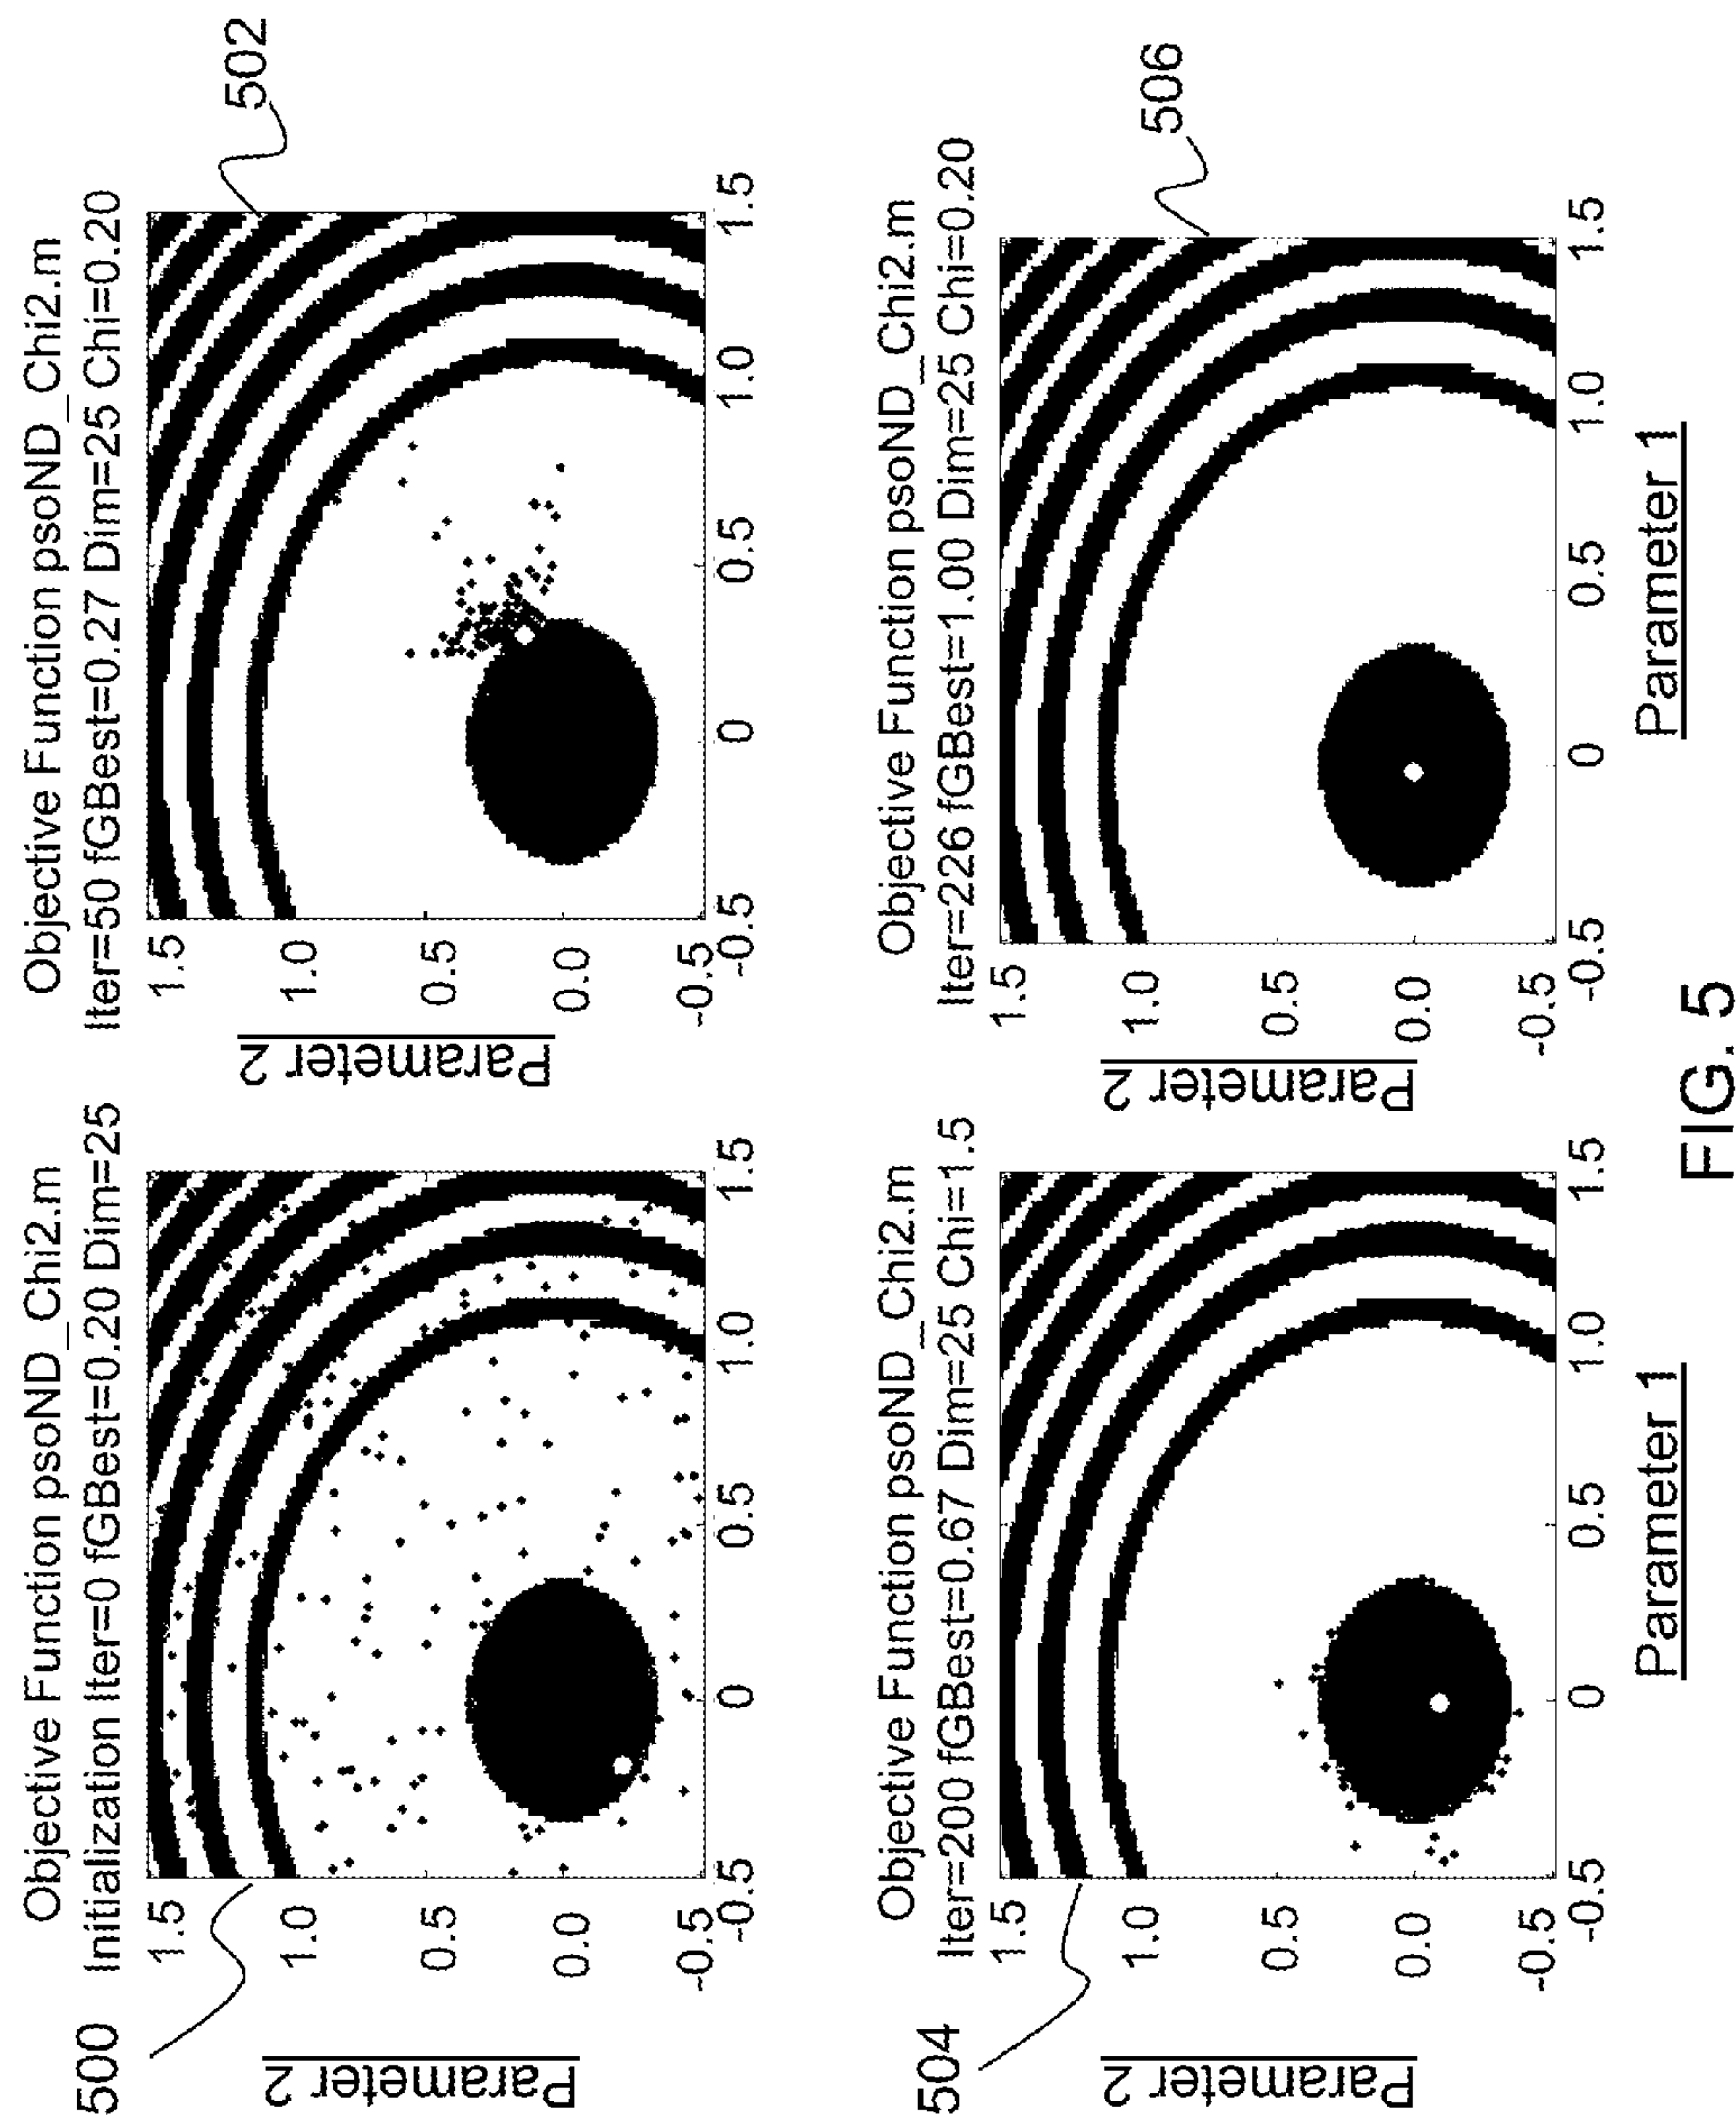 500
Objective Function psoND_Chi2.m
Initialization Iter=0 fGBest=0.20 Dim=25
Parameter 2
1.5
1.0
0.5
0.0
-0.5
-0.5
0
0.5
1.0
1.5
502
Objective Function psoND_Chi2.m
Iter=50 fGBest=0.27 Dim=25 Chi=0.20
Parameter 2
1.5
1.0
0.5
0.0
-0.5
-0.5
0
0.5
1.0
1.5
504
Objective Function psoND_Chi2.m
Iter=200 fGBest=0.67 Dim=25 Chi=1.5
Parameter 2
1.5
1.0
0.5
0.0
-0.5
-0.5
0
0.5
1.0
1.5
Parameter 1
506
Objective Function psoND_Chi2.m
Iter=226 fGBest=1.00 Dim=25 Chi=0.20
Parameter 2
1.5
1.0
0.5
0.0
-0.5
-0.5
0
0.5
1.0
1.5
Parameter 1
FIG. 5